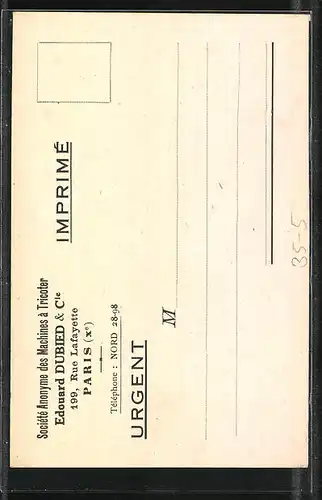 Société Anonyme des Machines à Tricoter
Edouard DUBIED & Cie
199, Rue Lafayette
PARIS (Xe)
Téléphone : NORD 28-98
IMPRIMÉ
URGENT
M
35-5